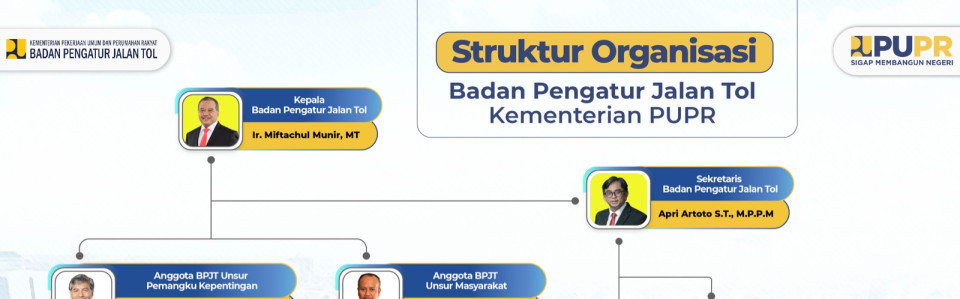 KEMENTERIAN PEKERJAAN UMUM DAN PERUMAHAN RAKYAT
BADAN PENGATUR JALAN TOL
Struktur Organisasi
Badan Pengatur Jalan Tol
Kementerian PUPR
PUPR
SIGAP MEMBANGUN NEGERI
Kepala
Badan Pengatur Jalan Tol
Ir. Miftachul Munir, MT
Sekretaris
Badan Pengatur Jalan Tol
Apri Artoto S.T., M.P.P.M
Anggota BPJT Unsur
Pemangku Kepentingan
Anggota BPJT
Unsur Masyarakat